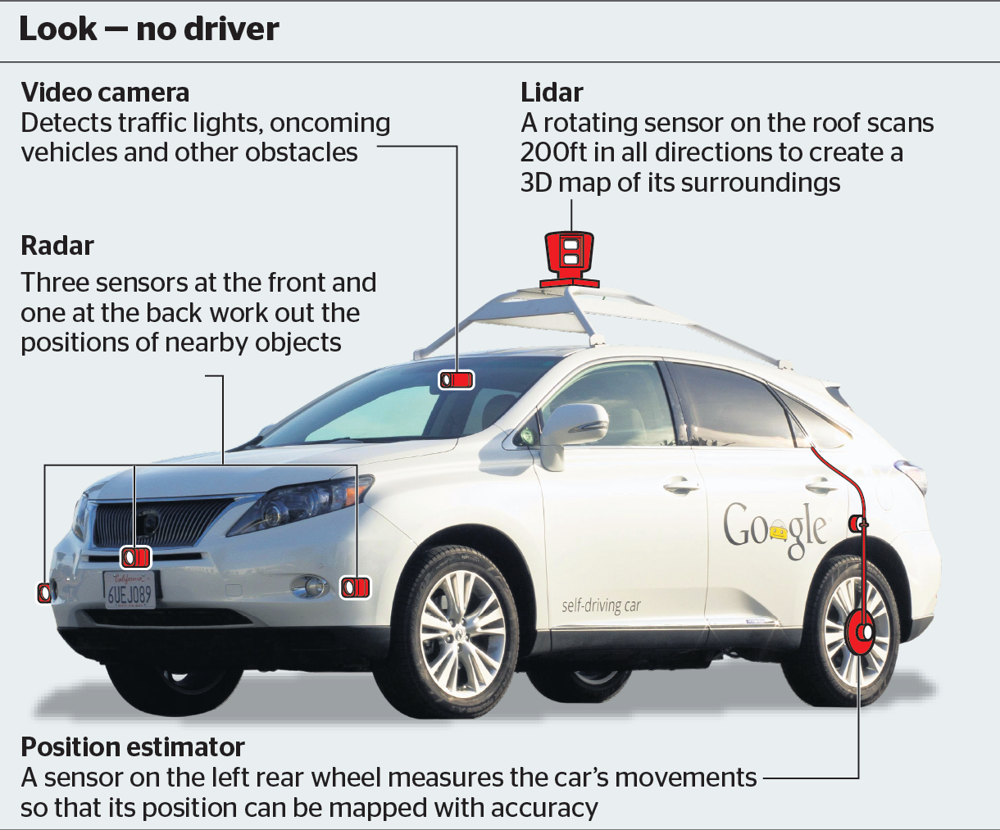 Look — no driver
Video camera
Detects traffic lights, oncoming
vehicles and other obstacles
Lidar
A rotating sensor on the roof scans
200ft in all directions to create a
3D map of its surroundings
Radar
Three sensors at the front and
one at the back work out the
positions of nearby objects
Google
California
6UEJ089
self-driving car
Position estimator
A sensor on the left rear wheel measures the car's movements
so that its position can be mapped with accuracy